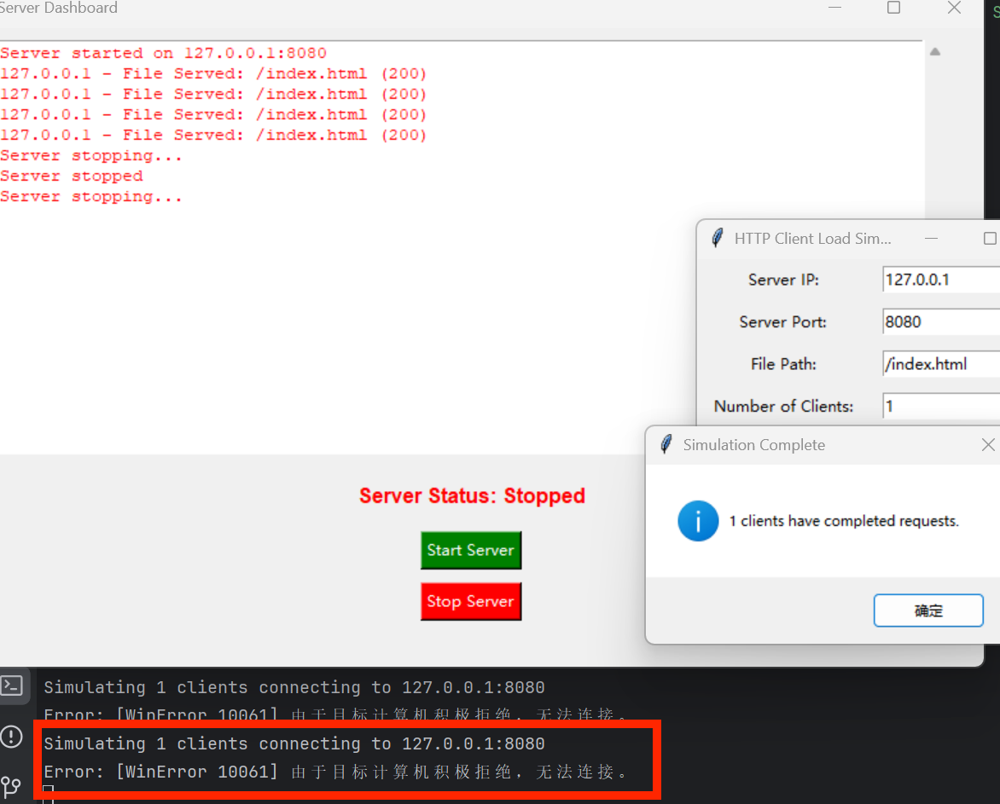 Server Dashboard
Server started on 127.0.0.1:8080
127.0.0.1 - File Served: /index.html (200)
127.0.0.1 - File Served: /index.html (200)
127.0.0.1 - File Served: /index.html (200)
127.0.0.1 - File Served: /index.html (200)
Server stopping...
Server stopped
Server stopping...
HTTP Client Load Sim...
Server IP: 127.0.0.1
Server Port: 8080
File Path: /index.html
Number of Clients: 1
Simulation Complete
1 clients have completed requests.
确定
Server Status: Stopped
Start Server
Stop Server
Simulating 1 clients connecting to 127.0.0.1:8080
Error: [WinError 10061] 由于目标计算机积极拒绝，无法连接。
Simulating 1 clients connecting to 127.0.0.1:8080
Error: [WinError 10061] 由于目标计算机积极拒绝，无法连接。